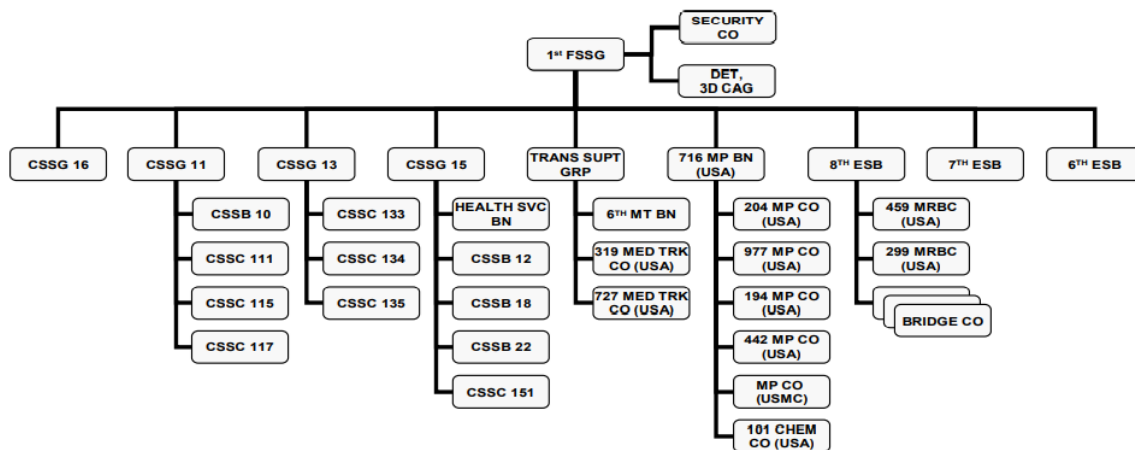 SECURITY
CO
1st FSSG
DET,
3D CAG
CSSG 16
CSSG 11
CSSG 13
CSSG 15
TRANS SUPT
GRP
716 MP BN
(USA)
8TH ESB
7TH ESB
6TH ESB
CSSB 10
CSSC 111
CSSC 115
CSSC 117
CSSC 133
CSSC 134
CSSC 135
HEALTH SVC
BN
CSSB 12
CSSB 18
CSSB 22
CSSC 151
6TH MT BN
319 MED TRK
CO (USA)
727 MED TRK
CO (USA)
204 MP CO
(USA)
977 MP CO
(USA)
194 MP CO
(USA)
442 MP CO
(USA)
MP CO
(USMC)
101 CHEM
CO (USA)
459 MRBC
(USA)
299 MRBC
(USA)
BRIDGE CO